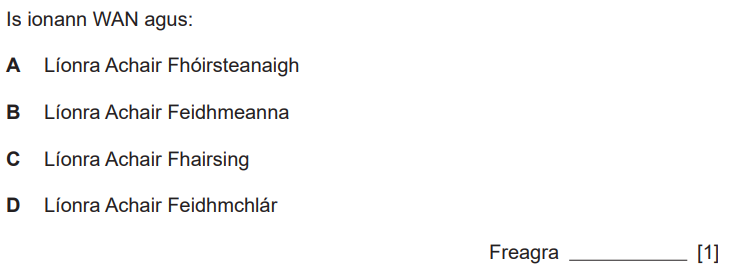 Is ionann WAN agus:
A Líonra Achair Fhóirsteanaigh
B Líonra Achair Feidhmeanna
C Líonra Achair Fhairsing
D Líonra Achair Feidhmchlár
Freagra ___________ [1]